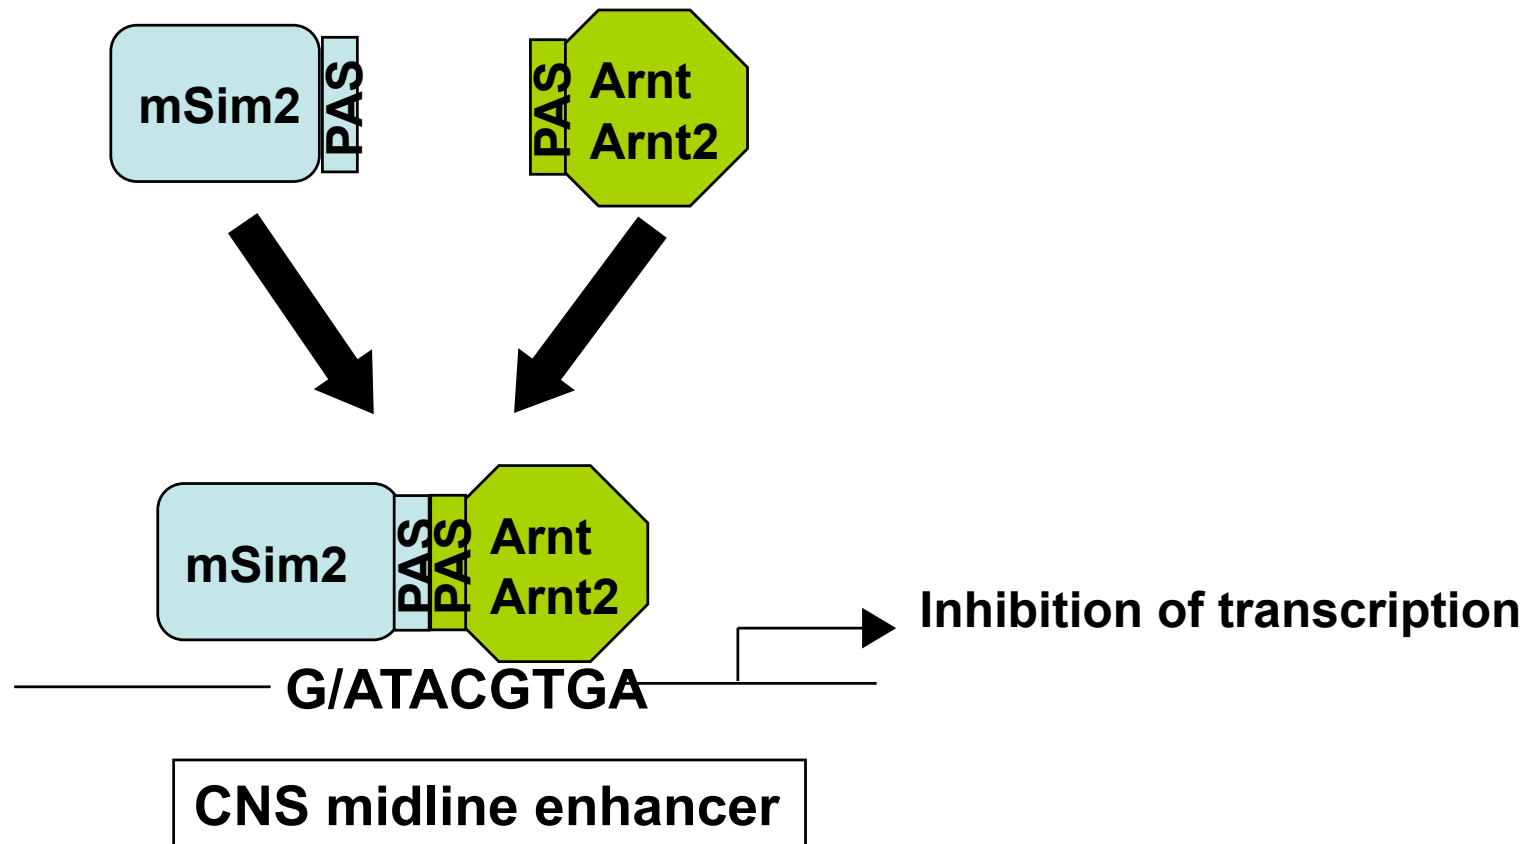 mSim2
PAS
PAS
Arnt
Arnt2
mSim2
PAS
PAS
Arnt
Arnt2
Inhibition of transcription
G/ATACGTGA
CNS midline enhancer